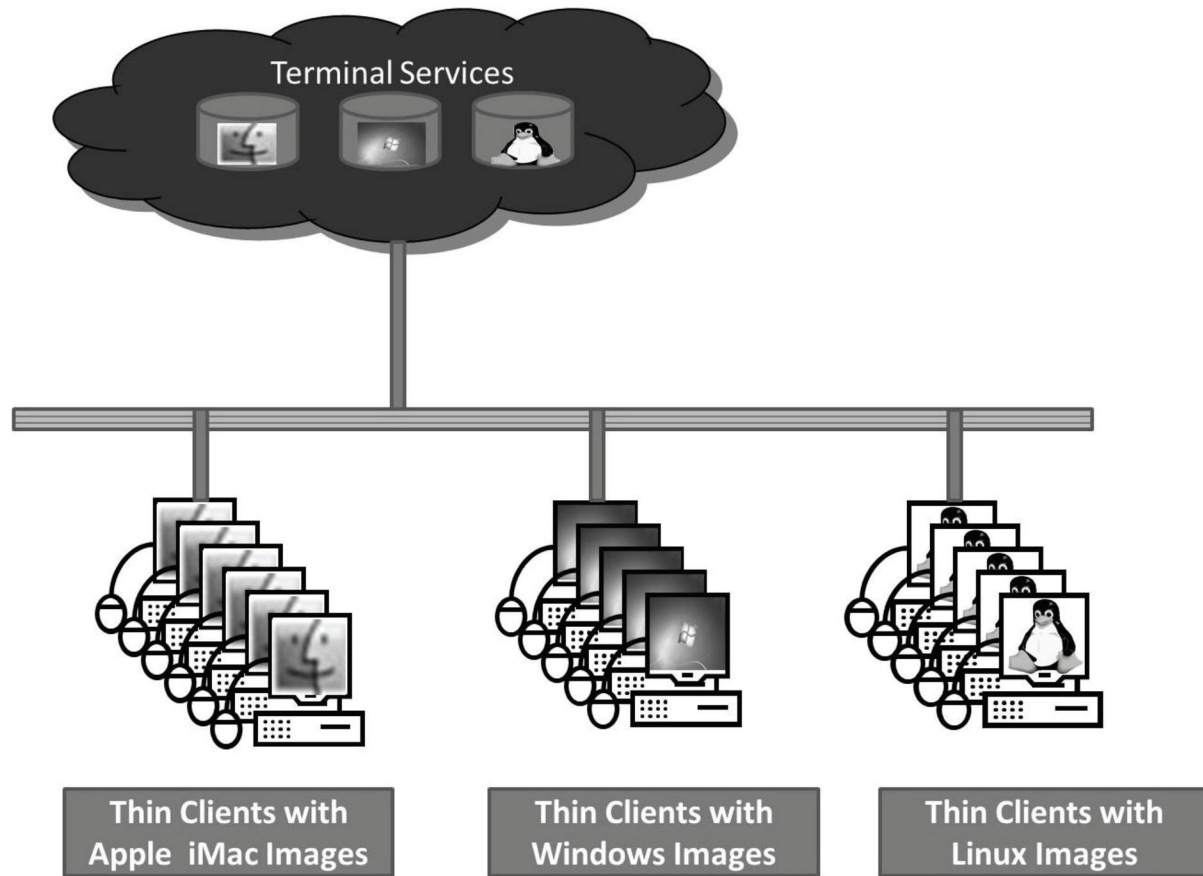 Terminal Services
Thin Clients with
Apple iMac Images
Thin Clients with
Windows Images
Thin Clients with
Linux Images